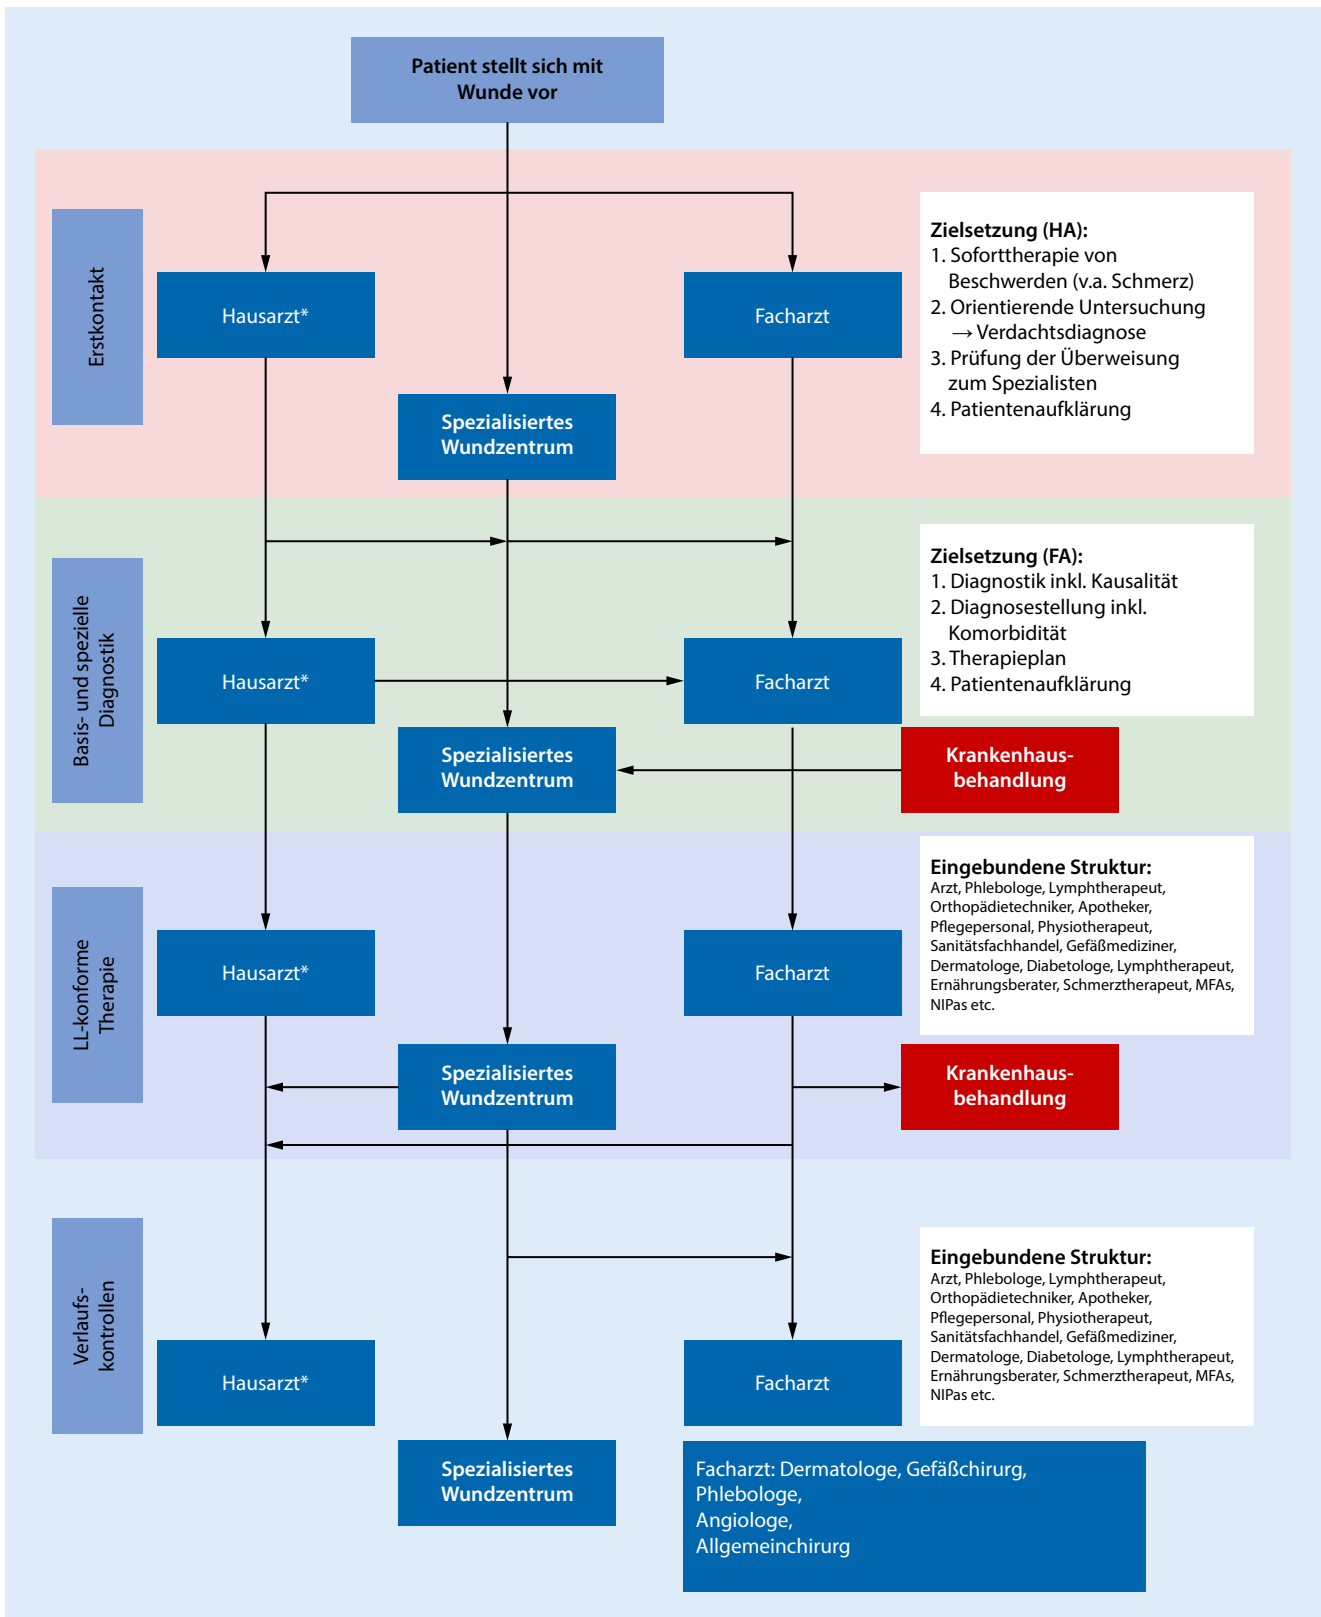 Patient stellt sich mit
Wunde vor
Erstkontakt
Hausarzt*
Facharzt
Spezialisiertes
Wundzentrum
Zielsetzung (HA):
1. Soforttherapie von
Beschwerden (v.a. Schmerz)
2. Orientierende Untersuchung
→ Verdachtsdiagnose
3. Prüfung der Überweisung
zum Spezialisten
4. Patientenaufklärung
Basis- und spezielle
Diagnostik
Hausarzt*
Facharzt
Spezialisiertes
Wundzentrum
Zielsetzung (FA):
1. Diagnostik inkl. Kausalität
2. Diagnosestellung inkl.
Komorbidität
3. Therapieplan
4. Patientenaufklärung
Krankenhaus-
behandlung
LL-konforme
Therapie
Hausarzt*
Facharzt
Spezialisiertes
Wundzentrum
Eingebundene Struktur:
Arzt, Phlebologe, Lymphtherapeut,
Orthopädietechniker, Apotheker,
Pflegepersonal, Physiotherapeut,
Sanitätsfachhandel, Gefäßmediziner,
Dermatologe, Diabetologe, Lymphtherapeut,
Ernährungsberater, Schmerztherapeut, MFAs,
NIPas etc.
Krankenhaus-
behandlung
Verlaufs-
kontrollen
Hausarzt*
Facharzt
Spezialisiertes
Wundzentrum
Eingebundene Struktur:
Arzt, Phlebologe, Lymphtherapeut,
Orthopädietechniker, Apotheker,
Pflegepersonal, Physiotherapeut,
Sanitätsfachhandel, Gefäßmediziner,
Dermatologe, Diabetologe, Lymphtherapeut,
Ernährungsberater, Schmerztherapeut, MFAs,
NIPas etc.
Facharzt: Dermatologe, Gefäßchirurg,
Phlebologe,
Angiologe,
Allgemeinchirurg